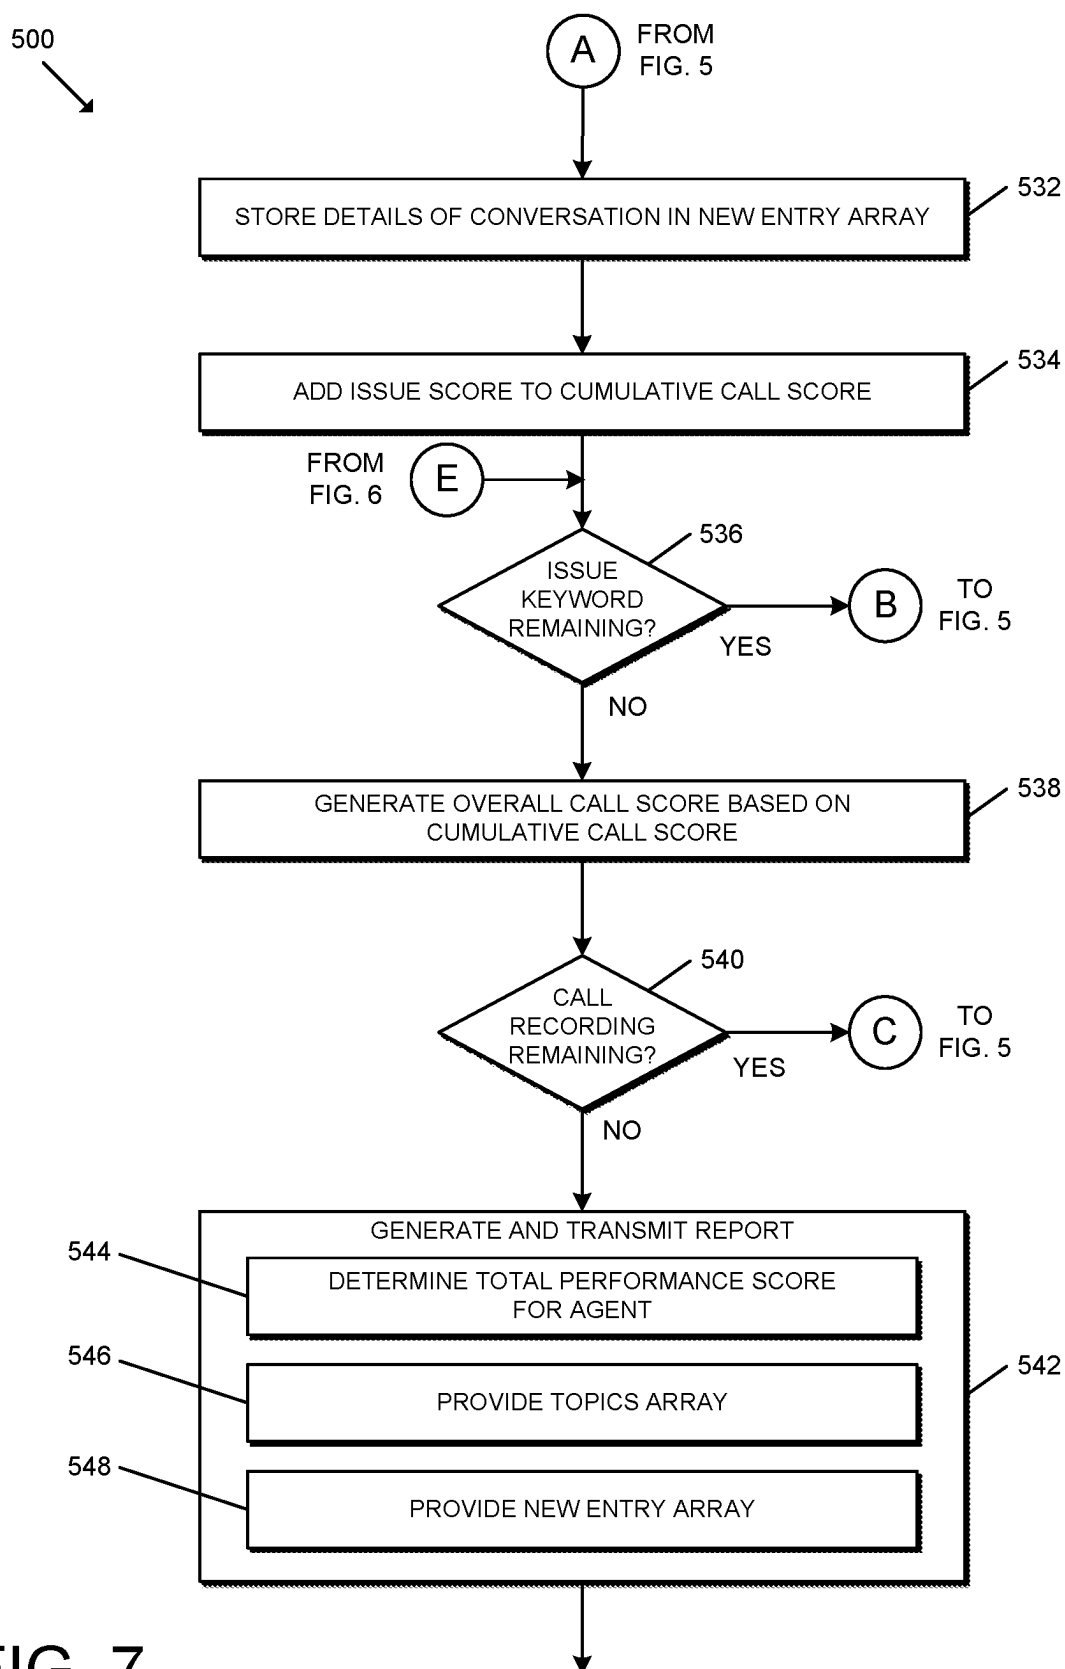 500
A
FROM
FIG. 5
532
STORE DETAILS OF CONVERSATION IN NEW ENTRY ARRAY
534
ADD ISSUE SCORE TO CUMULATIVE CALL SCORE
FROM
FIG. 6
E
536
ISSUE
KEYWORD
REMAINING?
YES
B
TO
FIG. 5
NO
538
GENERATE OVERALL CALL SCORE BASED ON
CUMULATIVE CALL SCORE
540
CALL
RECORDING
REMAINING?
YES
C
TO
FIG. 5
NO
GENERATE AND TRANSMIT REPORT
544
DETERMINE TOTAL PERFORMANCE SCORE
FOR AGENT
546
PROVIDE TOPICS ARRAY
542
548
PROVIDE NEW ENTRY ARRAY
FIG. 7